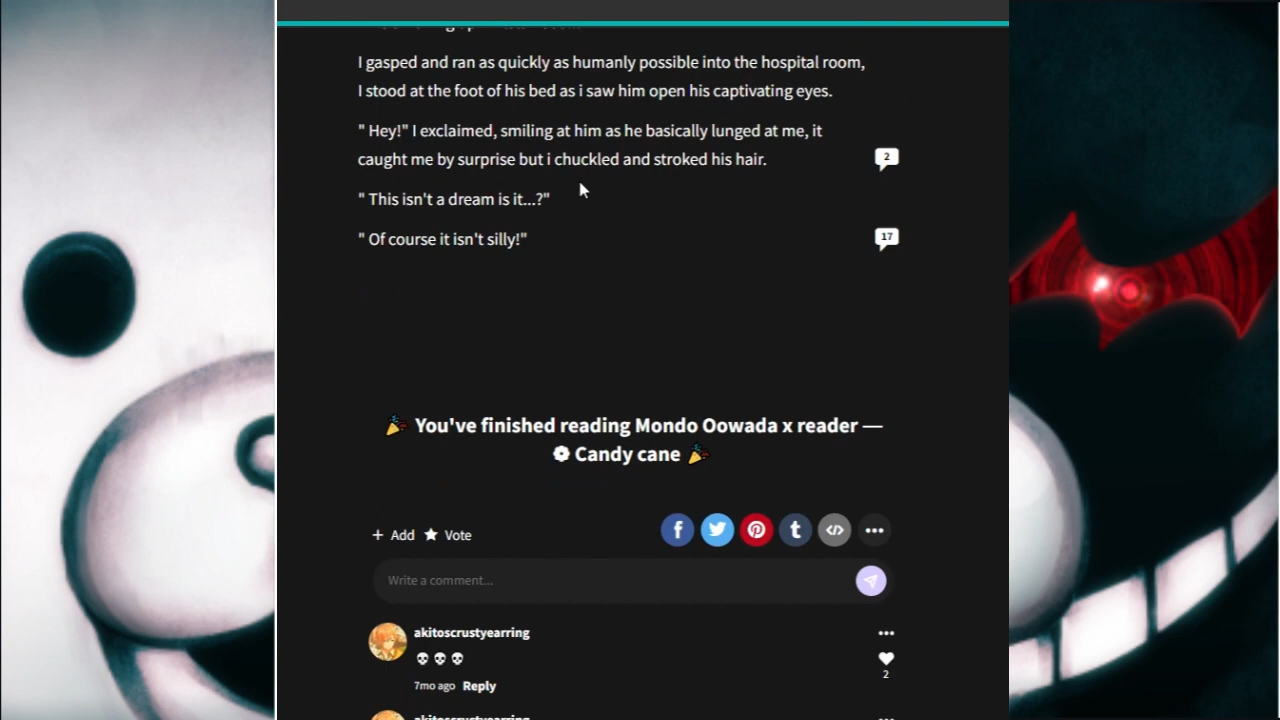 I gasped and ran as quickly as humanly possible into the hospital room,
I stood at the foot of his bed as i saw him open his captivating eyes.
" Hey!" I exclaimed, smiling at him as he basically lunged at me, it
caught me by surprise but i chuckled and stroked his hair.
2
" This isn't a dream is it...?"
" Of course it isn't silly!"
17
🎉 You've finished reading Mondo Oowada x reader —
❁ Candy cane 🎉
+ Add ★ Vote
Write a comment...
akitoscrustyearring
💀💀💀
2
7mo ago Reply
akitoscrustyearring